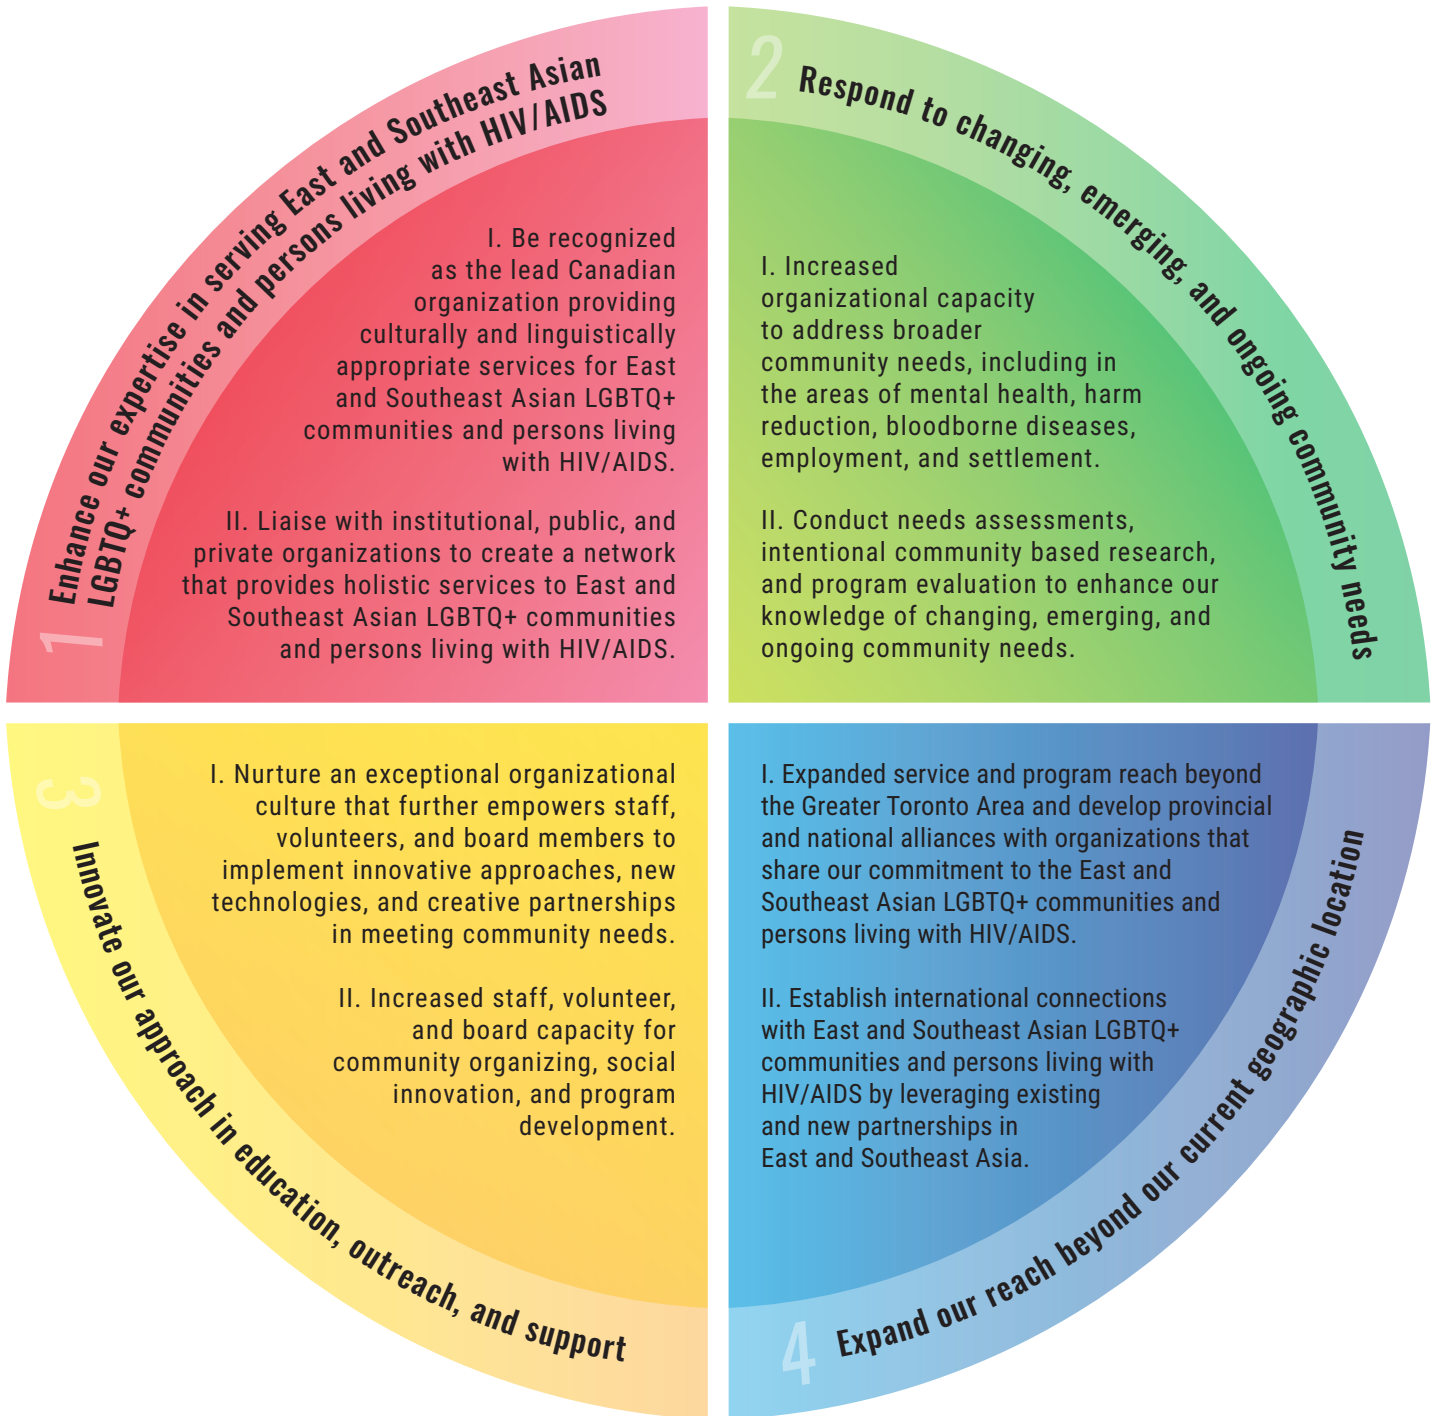 1
Enhance our expertise in serving East and Southeast Asian
LGBTQ+ communities and persons living with HIV/AIDS
I. Be recognized
as the lead Canadian
organization providing
culturally and linguistically
appropriate services for East
and Southeast Asian LGBTQ+
communities and persons living
with HIV/AIDS.
II. Liaise with institutional, public, and
private organizations to create a network
that provides holistic services to East and
Southeast Asian LGBTQ+ communities
and persons living with HIV/AIDS.
2
Respond to changing, emerging, and ongoing community needs
I. Increased
organizational capacity
to address broader
community needs, including in
the areas of mental health, harm
reduction, bloodborne diseases,
employment, and settlement.
II. Conduct needs assessments,
intentional community based research,
and program evaluation to enhance our
knowledge of changing, emerging, and
ongoing community needs.
3
Innovate our approach in education, outreach, and support
I. Nurture an exceptional organizational
culture that further empowers staff,
volunteers, and board members to
implement innovative approaches, new
technologies, and creative partnerships
in meeting community needs.
II. Increased staff, volunteer,
and board capacity for
community organizing, social
innovation, and program
development.
4
Expand our reach beyond our current geographic location
I. Expanded service and program reach beyond
the Greater Toronto Area and develop provincial
and national alliances with organizations that
share our commitment to the East and
Southeast Asian LGBTQ+ communities and
persons living with HIV/AIDS.
II. Establish international connections
with East and Southeast Asian LGBTQ+
communities and persons living with
HIV/AIDS by leveraging existing
and new partnerships in
East and Southeast Asia.